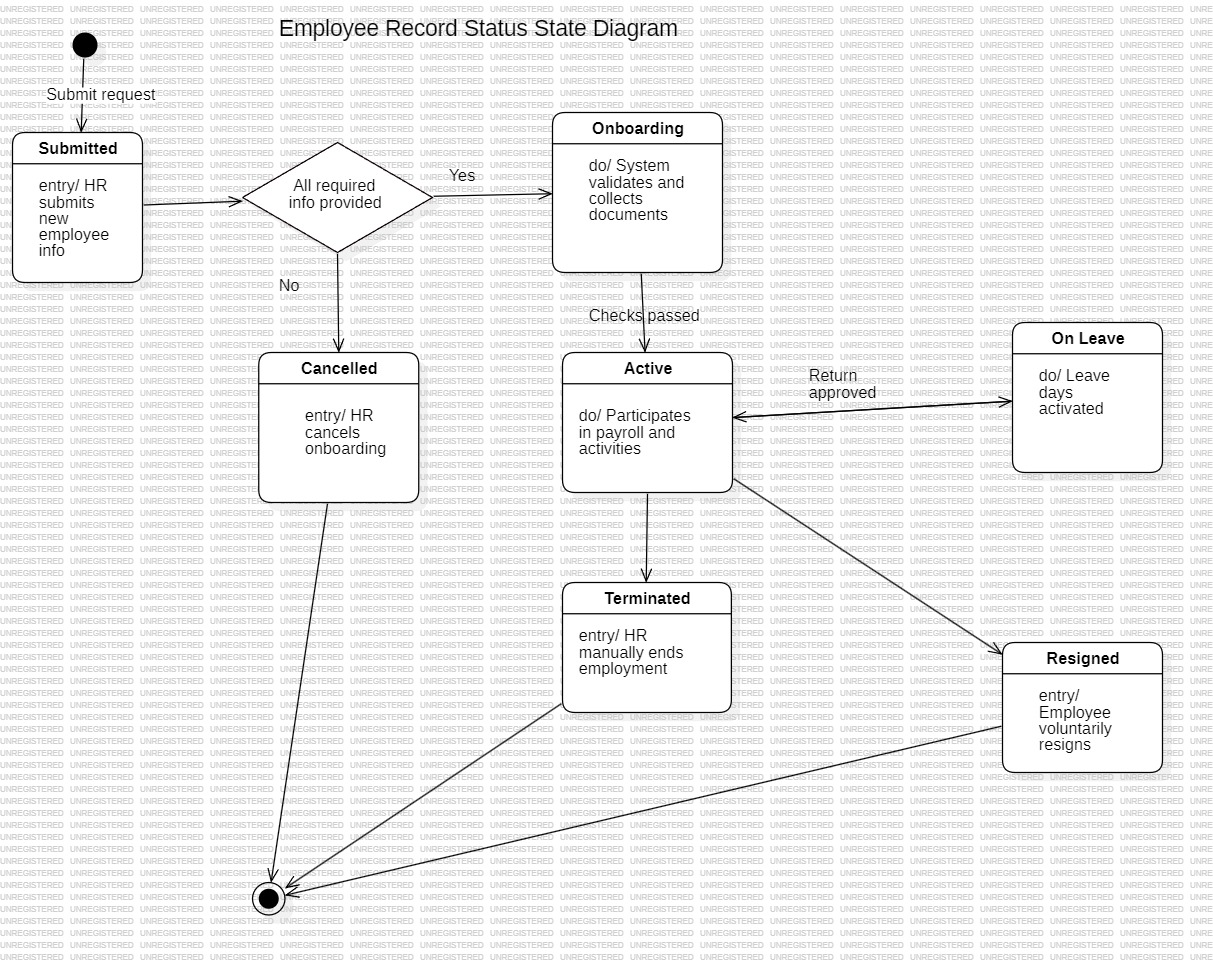 Employee Record Status State Diagram
Submit request
Submitted
entry/ HR
submits
new
employee
info
All required
info provided
Yes
No
Onboarding
do/ System
validates and
collects
documents
Checks passed
Cancelled
entry/ HR
cancels
onboarding
Active
do/ Participates
in payroll and
activities
Return
approved
On Leave
do/ Leave
days
activated
Terminated
entry/ HR
manually ends
employment
Resigned
entry/
Employee
voluntarily
resigns
UNREGISTERED